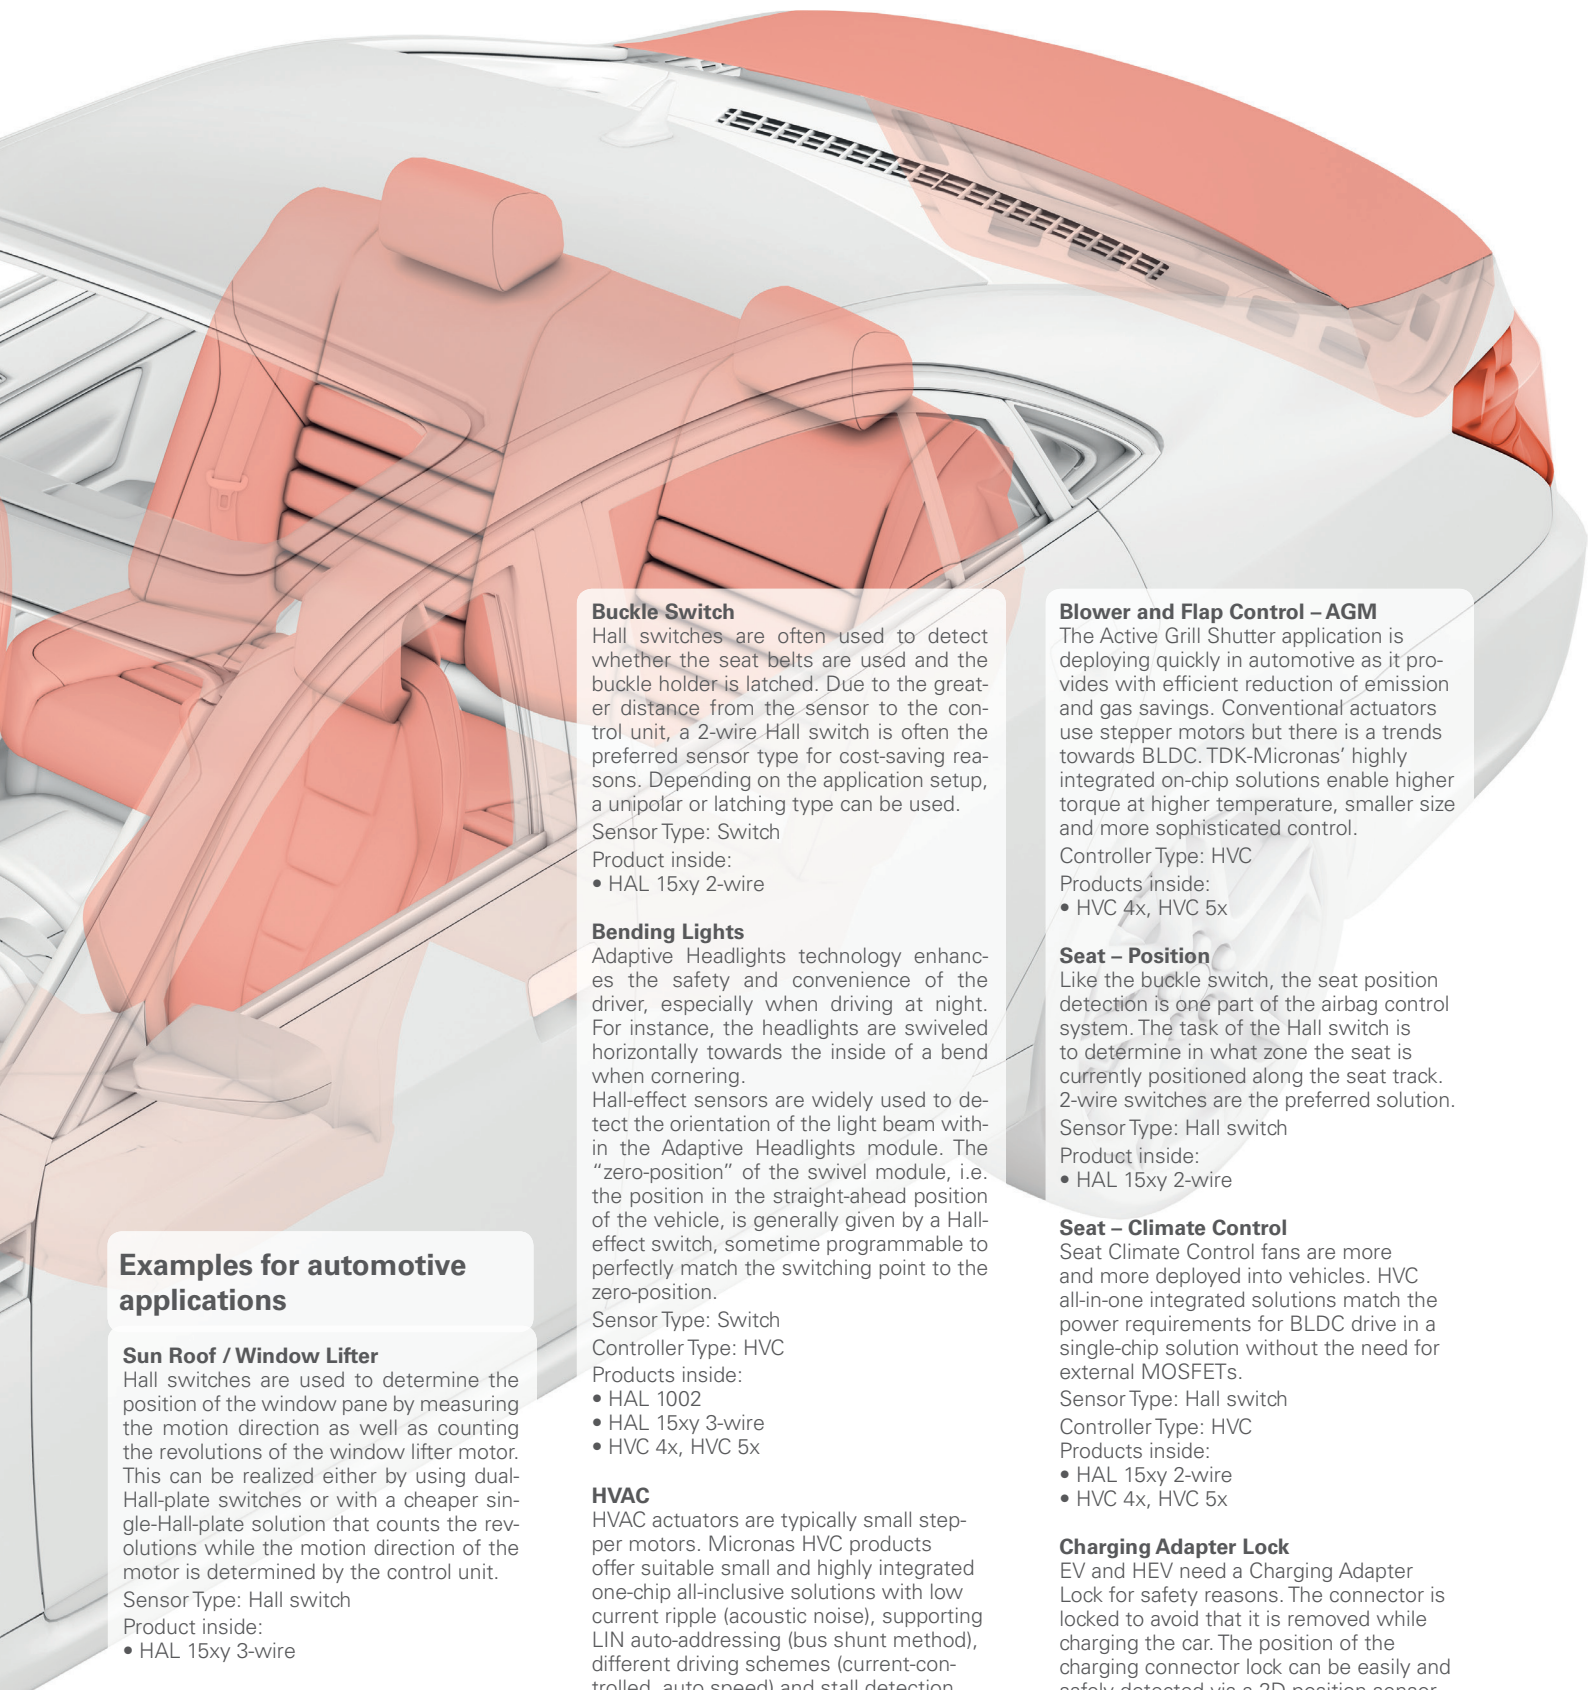 Examples for automotive
applications
Sun Roof / Window Lifter
Hall switches are used to determine the
position of the window pane by measuring
the motion direction as well as counting
the revolutions of the window lifter motor.
This can be realized either by using dual-
Hall-plate switches or with a cheaper sin-
gle-Hall-plate solution that counts the rev-
olutions while the motion direction of the
motor is determined by the control unit.
Sensor Type: Hall switch
Product inside:
• HAL 15xy 3-wire
Buckle Switch
Hall switches are often used to detect
whether the seat belts are used and the
buckle holder is latched. Due to the great-
er distance from the sensor to the con-
trol unit, a 2-wire Hall switch is often the
preferred sensor type for cost-saving rea-
sons. Depending on the application setup,
a unipolar or latching type can be used.
Sensor Type: Switch
Product inside:
• HAL 15xy 2-wire
Bending Lights
Adaptive Headlights technology enhanc-
es the safety and convenience of the
driver, especially when driving at night.
For instance, the headlights are swiveled
horizontally towards the inside of a bend
when cornering.
Hall-effect sensors are widely used to de-
tect the orientation of the light beam with-
in the Adaptive Headlights module. The
“zero-position” of the swivel module, i.e.
the position in the straight-ahead position
of the vehicle, is generally given by a Hall-
effect switch, sometime programmable to
perfectly match the switching point to the
zero-position.
Sensor Type: Switch
Controller Type: HVC
Products inside:
• HAL 1002
• HAL 15xy 3-wire
• HVC 4x, HVC 5x
HVAC
HVAC actuators are typically small step-
per motors. Micronas HVC products
offer suitable small and highly integrated
one-chip all-inclusive solutions with low
current ripple (acoustic noise), supporting
LIN auto-addressing (bus shunt method),
different driving schemes (current-con-
trolled, auto speed) and stall detection
Blower and Flap Control – AGM
The Active Grill Shutter application is
deploying quickly in automotive as it pro-
vides with efficient reduction of emission
and gas savings. Conventional actuators
use stepper motors but there is a trends
towards BLDC. TDK-Micronas’ highly
integrated on-chip solutions enable higher
torque at higher temperature, smaller size
and more sophisticated control.
Controller Type: HVC
Products inside:
• HVC 4x, HVC 5x
Seat – Position
Like the buckle switch, the seat position
detection is one part of the airbag control
system. The task of the Hall switch is
to determine in what zone the seat is
currently positioned along the seat track.
2-wire switches are the preferred solution.
Sensor Type: Hall switch
Product inside:
• HAL 15xy 2-wire
Seat – Climate Control
Seat Climate Control fans are more
and more deployed into vehicles. HVC
all-in-one integrated solutions match the
power requirements for BLDC drive in a
single-chip solution without the need for
external MOSFETs.
Sensor Type: Hall switch
Controller Type: HVC
Products inside:
• HAL 15xy 2-wire
• HVC 4x, HVC 5x
Charging Adapter Lock
EV and HEV need a Charging Adapter
Lock for safety reasons. The connector is
locked to avoid that it is removed while
charging the car. The position of the
charging connector lock can be easily and
safely detected via a 2D position sensor